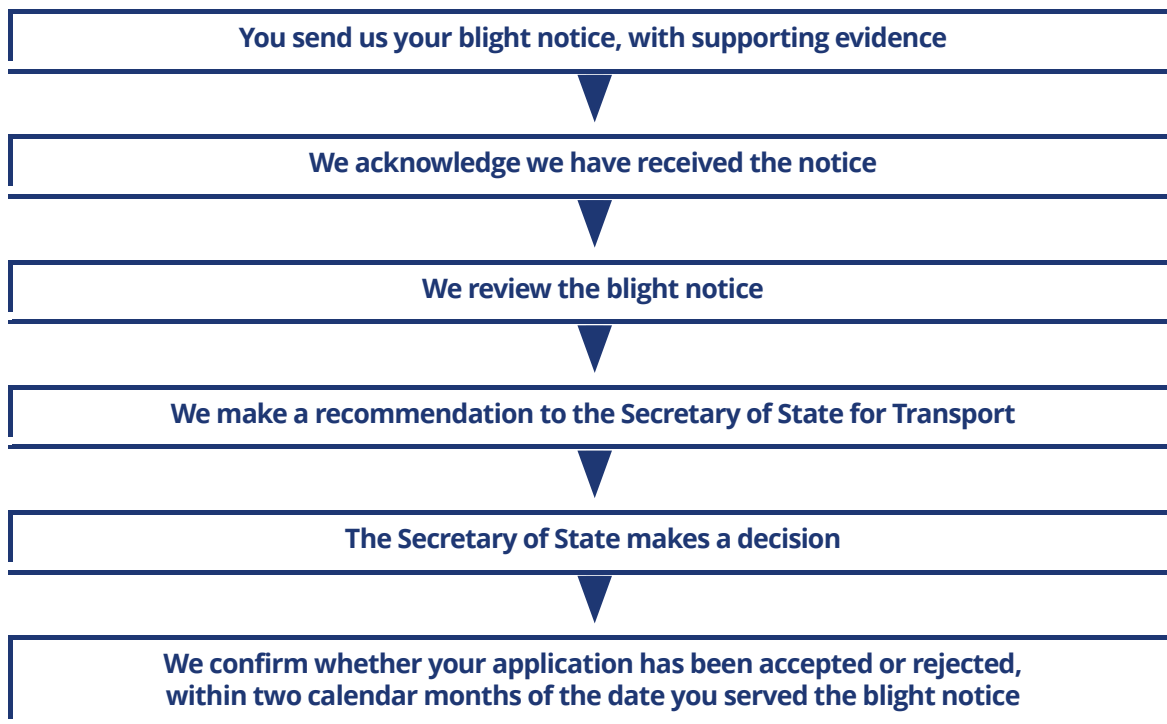 You send us your blight notice, with supporting evidence
We acknowledge we have received the notice
We review the blight notice
We make a recommendation to the Secretary of State for Transport
The Secretary of State makes a decision
We confirm whether your application has been accepted or rejected,
within two calendar months of the date you served the blight notice